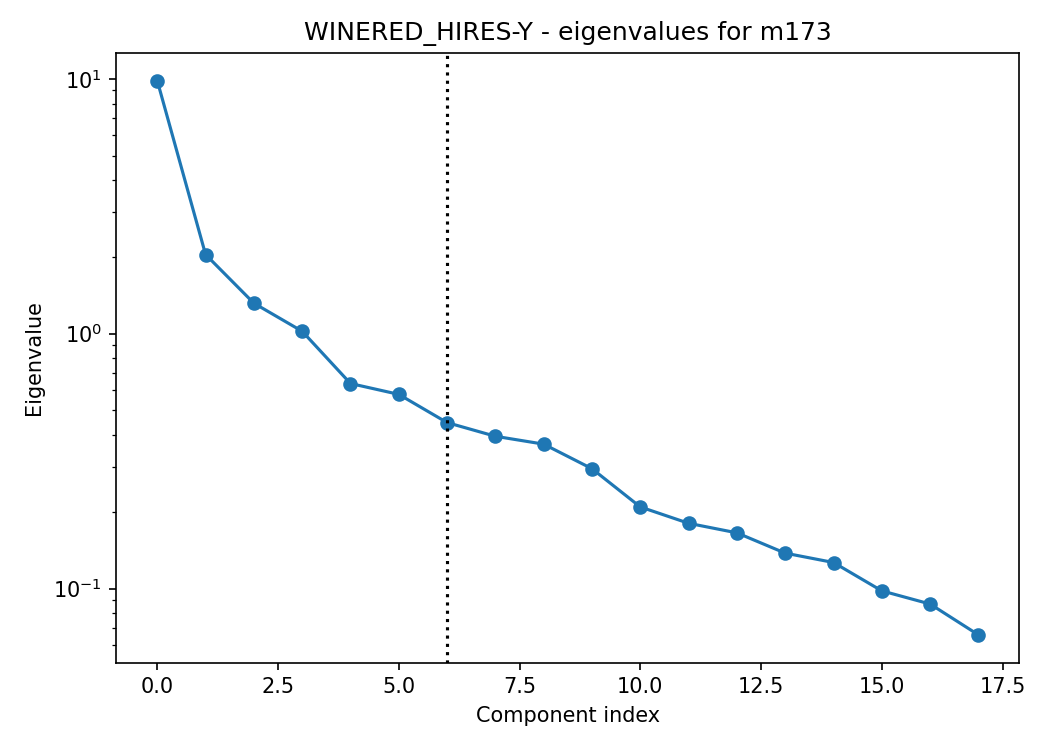 WINERED_HIRES-Y - eigenvalues for m173
Eigenvalue
10¹
10⁰
10⁻¹
0.0 2.5 5.0 7.5 10.0 12.5 15.0 17.5
Component index